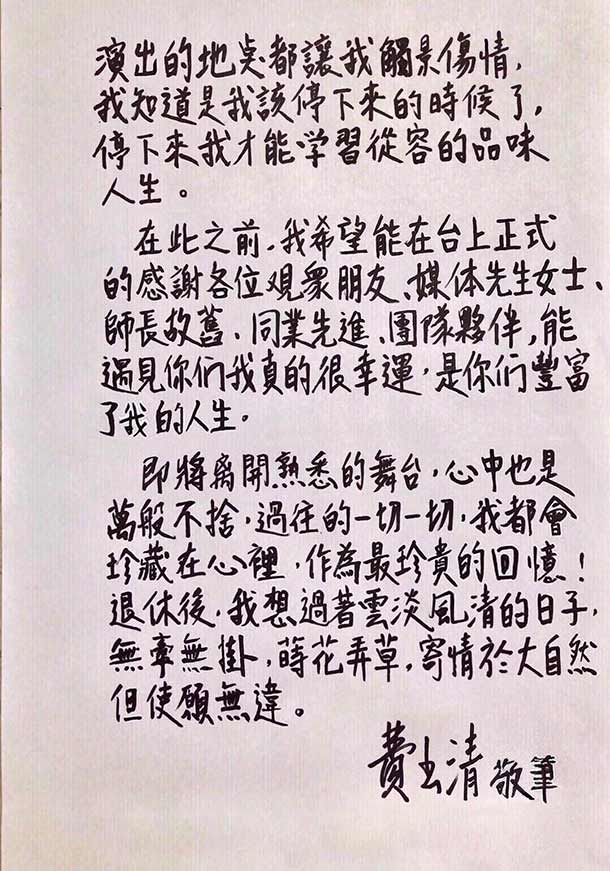 演出的地點都讓我觸景傷情，
我知道是我該停下來的時候了，
停下來我才能学習從容的品味
人生。
在此之前，我希望能在台上正式
的感謝各位观眾朋友、媒体先生女士、
師長故舊、同業先進、團隊夥伴，能
遇見你们我真的很幸運，是你们豐富
了我的人生。
即將离開熟悉的舞台，心中也是
萬般不捨，過往的一切一切，我都會
珍藏在心裡，作為最珍貴的回憶！
退休後，我想過著雲淡風清的日子，
無牽無掛，蒔花弄草，寄情於大自然
但使願無違。
費玉清 敬筆